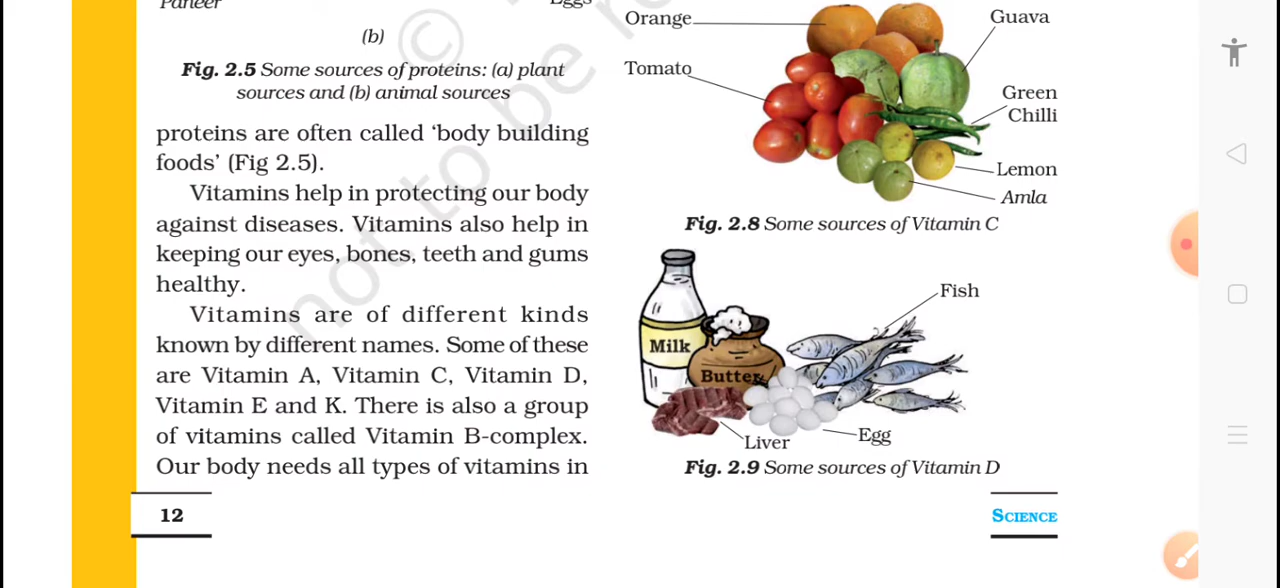 Paneer
Eggs
(b)
Fig. 2.5 Some sources of proteins: (a) plant
sources and (b) animal sources
proteins are often called ‘body building
foods’ (Fig 2.5).
Vitamins help in protecting our body
against diseases. Vitamins also help in
keeping our eyes, bones, teeth and gums
healthy.
Vitamins are of different kinds
known by different names. Some of these
are Vitamin A, Vitamin C, Vitamin D,
Vitamin E and K. There is also a group
of vitamins called Vitamin B-complex.
Our body needs all types of vitamins in
12
Orange
Guava
Tomato
Green
Chilli
Lemon
Amla
Fig. 2.8 Some sources of Vitamin C
Fish
Milk
Butter
Liver
Egg
Fig. 2.9 Some sources of Vitamin D
SCIENCE
©
not to be re